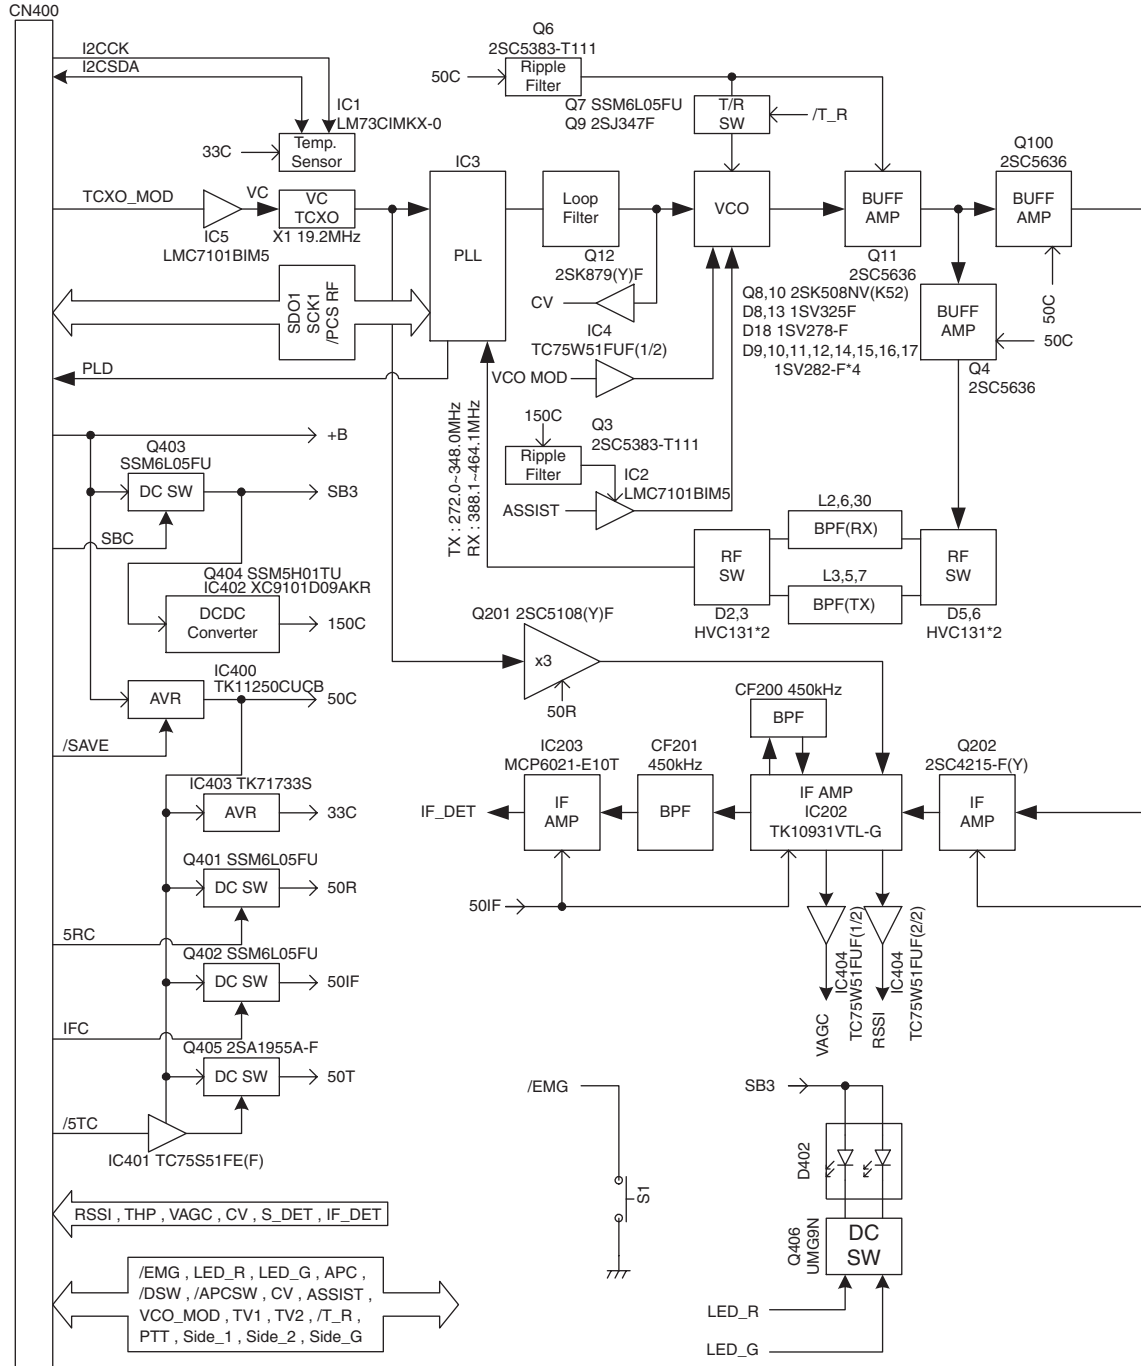 CN400
I2CCK
I2CSDA
IC1
LM73CIMKX-0
33C
Temp.
Sensor
Q6
2SC5383-T111
50C
Ripple
Filter
Q7 SSM6L05FU
Q9 2SJ347F
T/R
SW
/T_R
Q100
2SC5636
TCXO_MOD
VC
VC
TCXO
IC5
LMC7101BIM5
X1 19.2MHz
IC3
PLL
Loop
Filter
VCO
BUFF
AMP
BUFF
AMP
Q12
2SK879(Y)F
CV
Q11
2SC5636
Q8,10 2SK508NV(K52)
D8,13 1SV325F
D18 1SV278-F
D9,10,11,12,14,15,16,17
1SV282-F*4
BUFF
AMP
50C
50C
Q4
2SC5636
SDO1
SCK1
/PCS RF
IC4
TC75W51FUF(1/2)
VCO MOD
PLD
150C
Q3
2SC5383-T111
Ripple
Filter
IC2
LMC7101BIM5
ASSIST
TX : 272.0~348.0MHz
RX : 388.1~464.1MHz
+B
Q403
SSM6L05FU
DC SW
SB3
SBC
L2,6,30
BPF(RX)
RF
SW
RF
SW
L3,5,7
BPF(TX)
D2,3
HVC131*2
D5,6
HVC131*2
Q404 SSM5H01TU
IC402 XC9101D09AKR
DCDC
Converter
150C
Q201 2SC5108(Y)F
x3
50R
IC400
TK11250CUCB
AVR
50C
/SAVE
CF200 450kHz
BPF
IC203
MCP6021-E10T
CF201
450kHz
Q202
2SC4215-F(Y)
IC403 TK71733S
AVR
33C
IF_DET
IF
AMP
BPF
IF AMP
IC202
TK10931VTL-G
IF
AMP
Q401 SSM6L05FU
DC SW
50R
50IF
5RC
IC404
TC75W51FUF(1/2)
IC404
TC75W51FUF(2/2)
VAGC
RSSI
Q402 SSM6L05FU
DC SW
50IF
IFC
Q405 2SA1955A-F
DC SW
50T
/5TC
IC401 TC75S51FE(F)
/EMG
S1
SB3
D402
Q406
UMG9N
DC
SW
LED_R
LED_G
RSSI , THP , VAGC , CV , S_DET , IF_DET
/EMG , LED_R , LED_G , APC ,
/DSW , /APCSW , CV , ASSIST ,
VCO_MOD , TV1 , TV2 , /T_R ,
PTT , Side_1 , Side_2 , Side_G